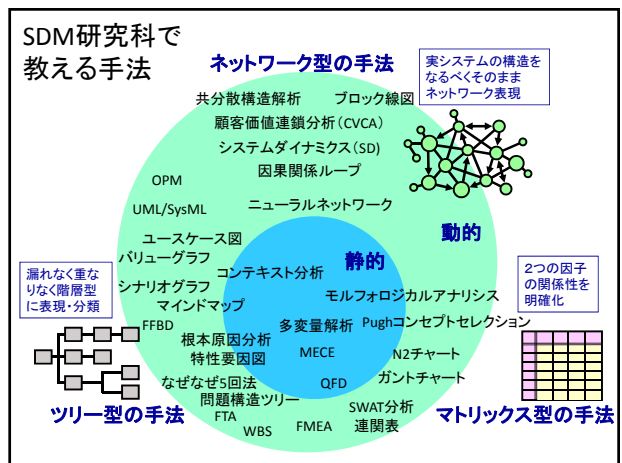 SDM研究科で
教える手法
ネットワーク型の手法
実システムの構造を
なるべくそのまま
ネットワーク表現
共分散構造解析
ブロック線図
顧客価値連鎖分析(CVCA)
システムダイナミクス(SD)
因果関係ループ
OPM
UML/SysML
ニューラルネットワーク
動的
ユースケース図
バリューグラフ
静的
コンテキスト分析
漏れなく重な
りなく階層型
に表現・分類
2つの因子
の関係性を
明確化
シナリオグラフ
モルフォロジカルアナリシス
マインドマップ
FFBD
多変量解析
Pughコンセプトセレクション
根本原因分析
特性要因図
MECE
N2チャート
ガントチャート
なぜなぜ5回法
QFD
問題構造ツリー
ツリー型の手法
マトリックス型の手法
SWAT分析
FTA
WBS
FMEA
連関表